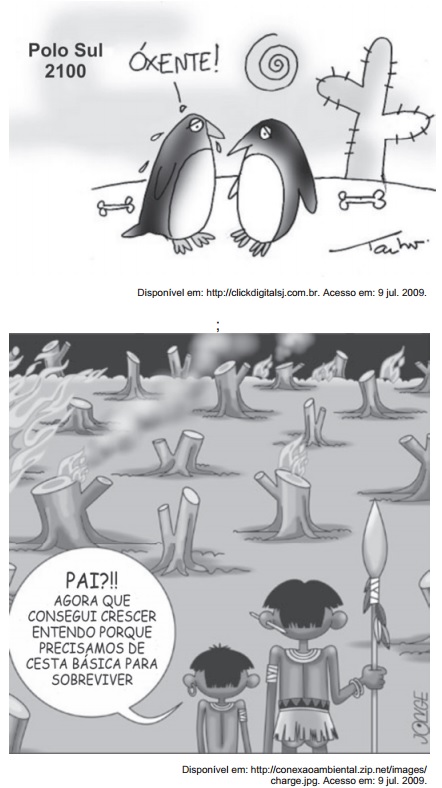 Polo Sul
2100
ÓXENTE!
Tacho.
Disponível em: http://clickdigitalsj.com.br. Acesso em: 9 jul. 2009.
;
PAI?!!
AGORA QUE
CONSEGUI CRESCER
ENTENDO PORQUE
PRECISAMOS DE
CESTA BÁSICA PARA
SOBREVIVER
JORGE
Disponível em: http://conexaoambiental.zip.net/images/
charge.jpg. Acesso em: 9 jul. 2009.